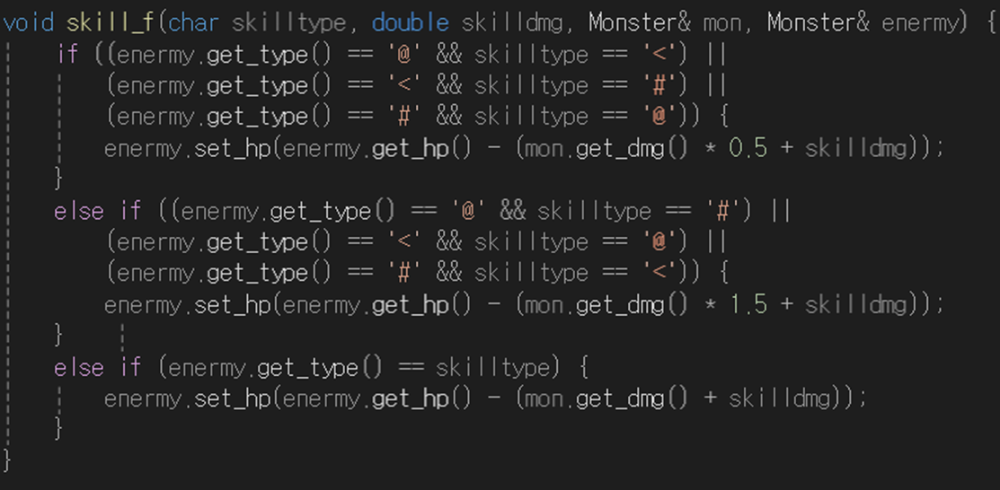 void skill_f(char skilltype, double skilldmg, Monster& mon, Monster& enermy) {
if ((enermy.get_type() == '@' && skilltype == '<') ||
(enermy.get_type() == '<' && skilltype == '#') ||
(enermy.get_type() == '#' && skilltype == '@')) {
enermy.set_hp(enermy.get_hp() - (mon.get_dmg() * 0.5 + skilldmg));
}
else if ((enermy.get_type() == '@' && skilltype == '#') ||
(enermy.get_type() == '<' && skilltype == '@') ||
(enermy.get_type() == '#' && skilltype == '<')) {
enermy.set_hp(enermy.get_hp() - (mon.get_dmg() * 1.5 + skilldmg));
}
else if (enermy.get_type() == skilltype) {
enermy.set_hp(enermy.get_hp() - (mon.get_dmg() + skilldmg));
}
}